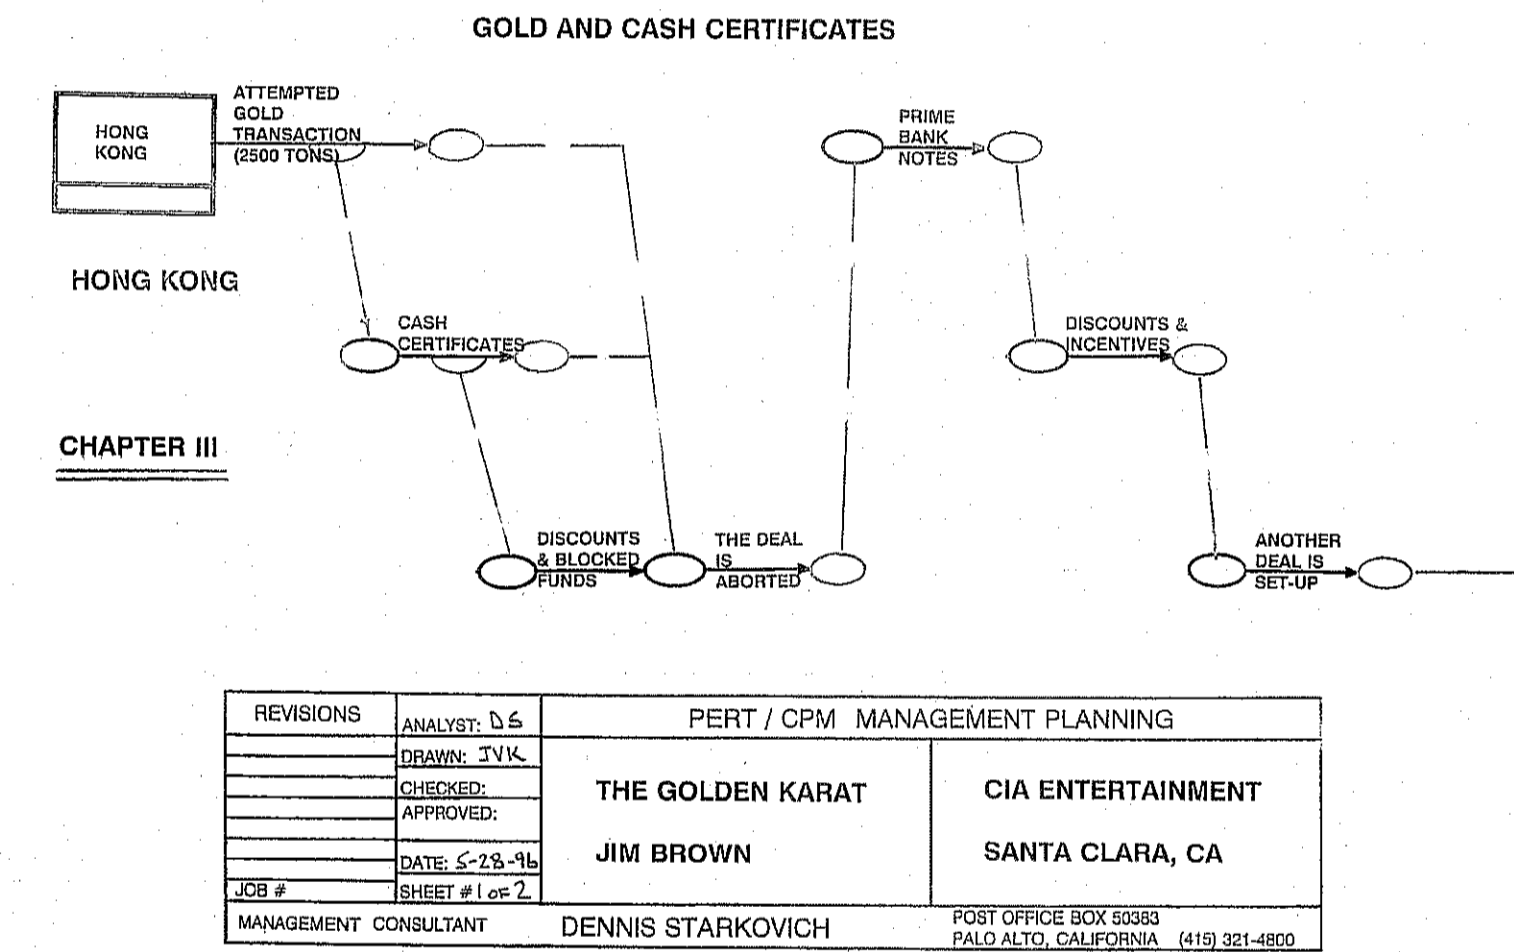 GOLD AND CASH CERTIFICATES
HONG
KONG
ATTEMPTED
GOLD
TRANSACTION
(2500 TONS)
PRIME
BANK
NOTES
HONG KONG
CASH
CERTIFICATES
DISCOUNTS &
INCENTIVES
CHAPTER III
DISCOUNTS
& BLOCKED
FUNDS
THE DEAL
IS
ABORTED
ANOTHER
DEAL IS
SET-UP
REVISIONS
ANALYST: DS
DRAWN: JVK
CHECKED:
APPROVED:
DATE: 5-28-96
JOB #
SHEET # 1 OF 2
PERT / CPM MANAGEMENT PLANNING
THE GOLDEN KARAT
JIM BROWN
CIA ENTERTAINMENT
SANTA CLARA, CA
MANAGEMENT CONSULTANT
DENNIS STARKOVICH
POST OFFICE BOX 50383
PALO ALTO, CALIFORNIA (415) 321-4800